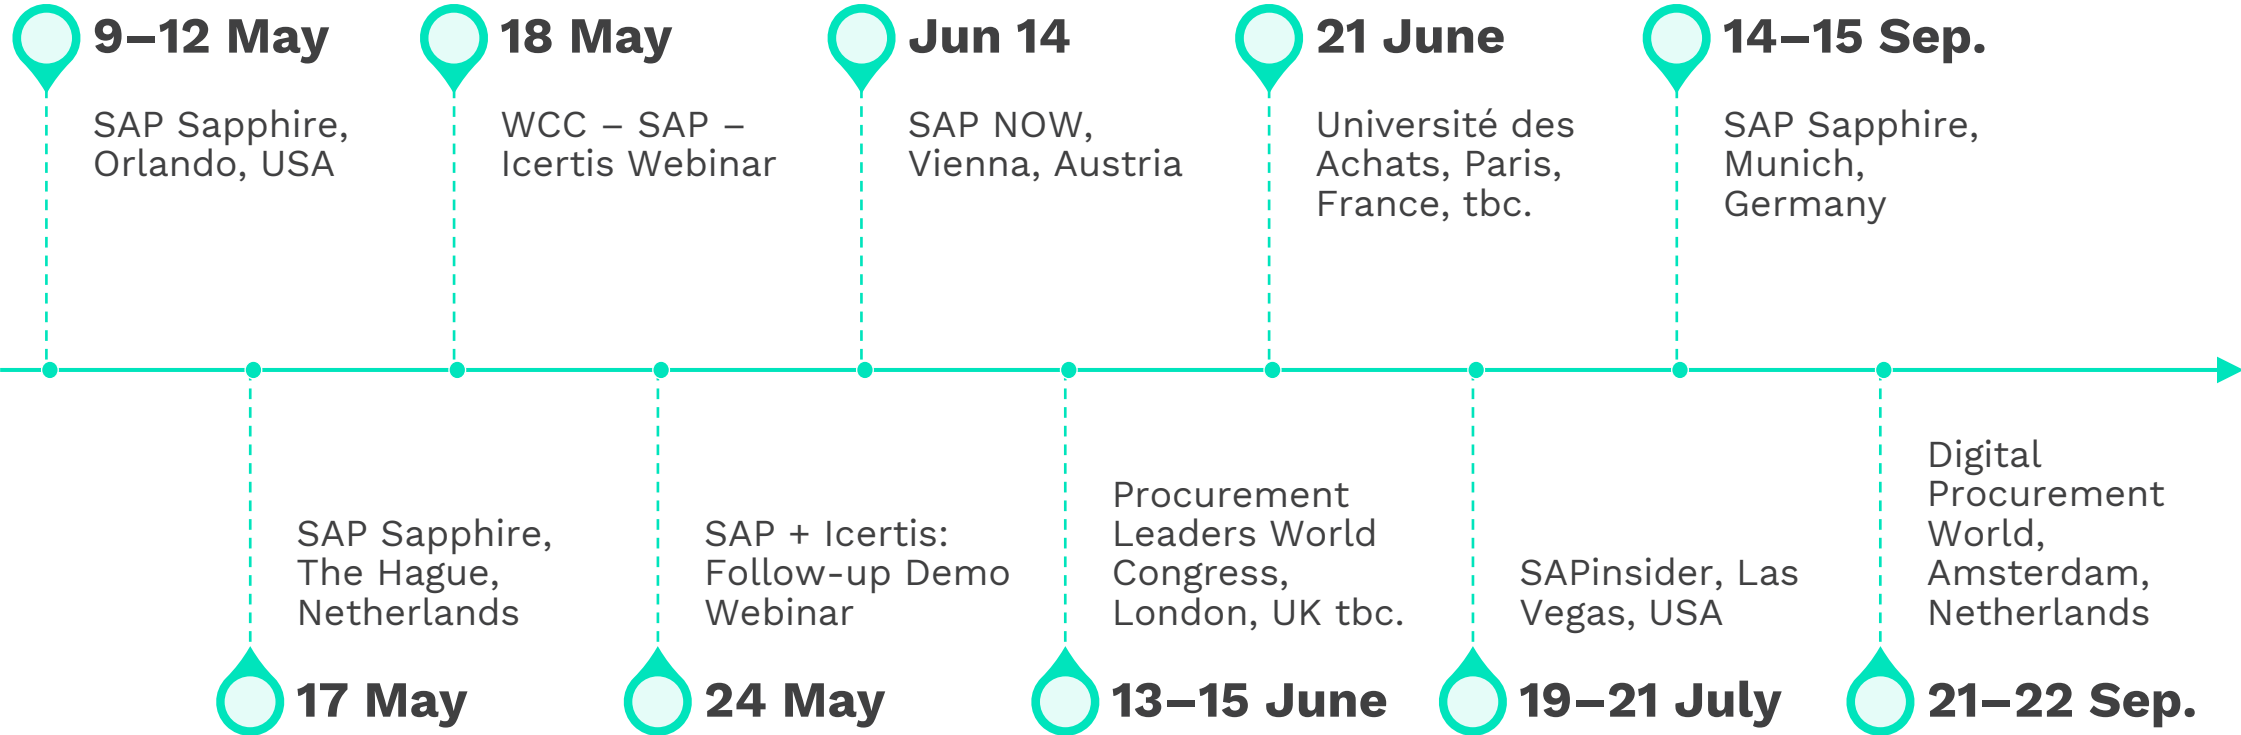 9–12 May
SAP Sapphire,
Orlando, USA
18 May
WCC – SAP –
Icertis Webinar
Jun 14
SAP NOW,
Vienna, Austria
21 June
Université des
Achats, Paris,
France, tbc.
14–15 Sep.
SAP Sapphire,
Munich,
Germany
SAP Sapphire,
The Hague,
Netherlands
17 May
SAP + Icertis:
Follow-up Demo
Webinar
24 May
Procurement
Leaders World
Congress,
London, UK tbc.
13–15 June
SAPinsider, Las
Vegas, USA
19–21 July
Digital
Procurement
World,
Amsterdam,
Netherlands
21–22 Sep.